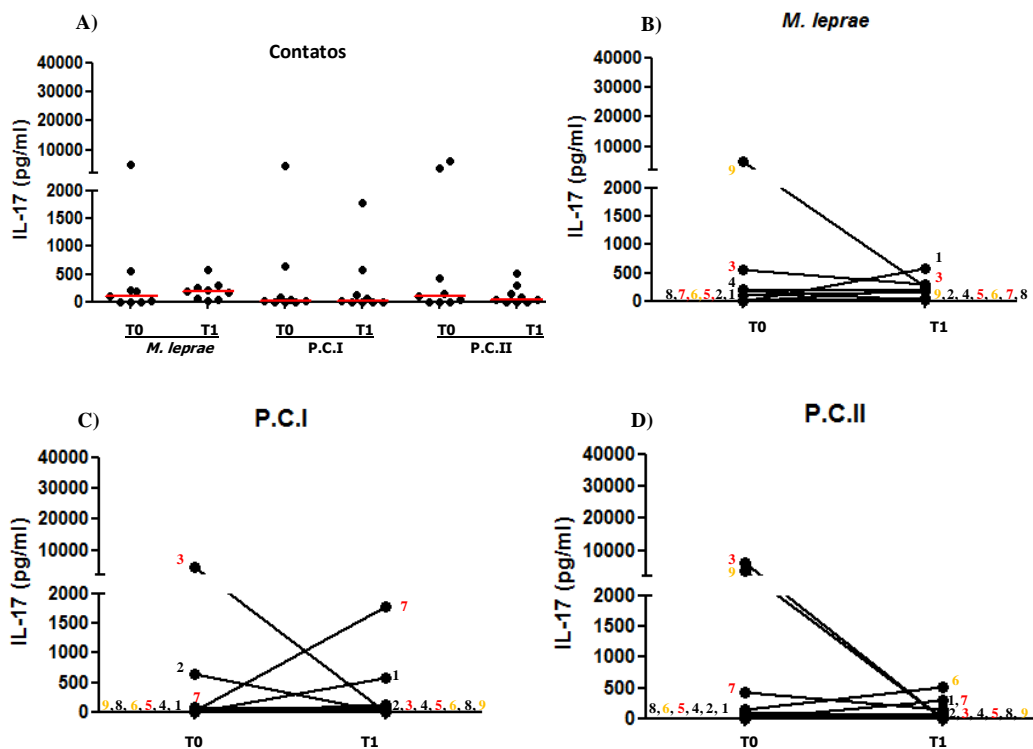 A)
Contatos
IL-17 (pg/ml)
40000
30000
20000
10000
2000
1500
1000
500
0
T0 T1 T0 T1 T0 T1
M. leprae P.C.I P.C.II
B)
M. leprae
IL-17 (pg/ml)
40000
30000
20000
10000
2000
1500
1000
500
0
9
3
4
8, 7, 6, 5, 2, 1
1
3
9, 2, 4, 5, 6, 7, 8
T0 T1
C)
P.C.I
IL-17 (pg/ml)
40000
30000
20000
10000
2000
1500
1000
500
0
3
2
7
9, 8, 6, 5, 4, 1
7
1
2, 3, 4, 5, 6, 8, 9
T0 T1
D)
P.C.II
IL-17 (pg/ml)
40000
30000
20000
10000
2000
1500
1000
500
0
3
9
7
8, 6, 5, 4, 2, 1
6
1, 7
2, 3, 4, 5, 8, 9
T0 T1